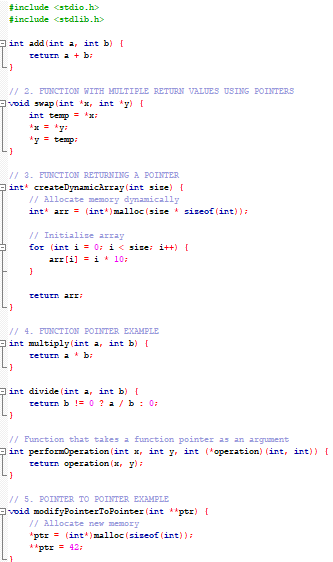 #include <stdio.h>
#include <stdlib.h>
int add(int a, int b) {
return a + b;
}
// 2. FUNCTION WITH MULTIPLE RETURN VALUES USING POINTERS
void swap(int *x, int *y) {
int temp = *x;
*x = *y;
*y = temp;
}
// 3. FUNCTION RETURNING A POINTER
int* createDynamicArray(int size) {
// Allocate memory dynamically
int* arr = (int*)malloc(size * sizeof(int));
// Initialize array
for (int i = 0; i < size; i++) {
arr[i] = i * 10;
}
return arr;
}
// 4. FUNCTION POINTER EXAMPLE
int multiply(int a, int b) {
return a * b;
}
int divide(int a, int b) {
return b != 0 ? a / b : 0;
}
// Function that takes a function pointer as an argument
int performOperation(int x, int y, int (*operation)(int, int)) {
return operation(x, y);
}
// 5. POINTER TO POINTER EXAMPLE
void modifyPointerToPointer(int **ptr) {
// Allocate new memory
*ptr = (int*)malloc(sizeof(int));
**ptr = 42;
}